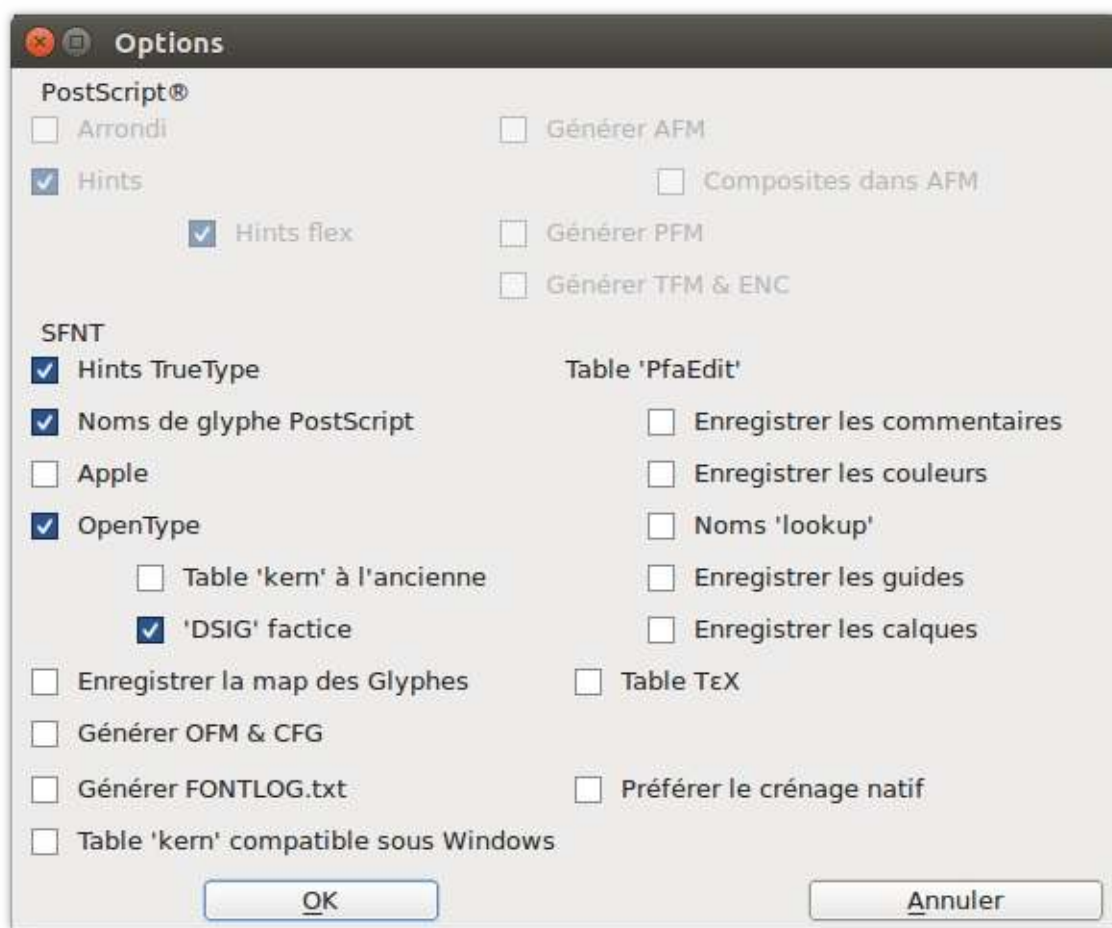 Options
PostScript®
Arrondi Générer AFM
Hints Composites dans AFM
Hints flex Générer PFM
Générer TFM & ENC
SFNT
Hints TrueType Table 'PfaEdit'
Noms de glyphe PostScript Enregistrer les commentaires
Apple Enregistrer les couleurs
OpenType Noms 'lookup'
Table 'kern' à l'ancienne Enregistrer les guides
'DSIG' factice Enregistrer les calques
Enregistrer la map des Glyphes Table TεX
Générer OFM & CFG
Générer FONTLOG.txt Préférer le crénage natif
Table 'kern' compatible sous Windows
OK Annuler